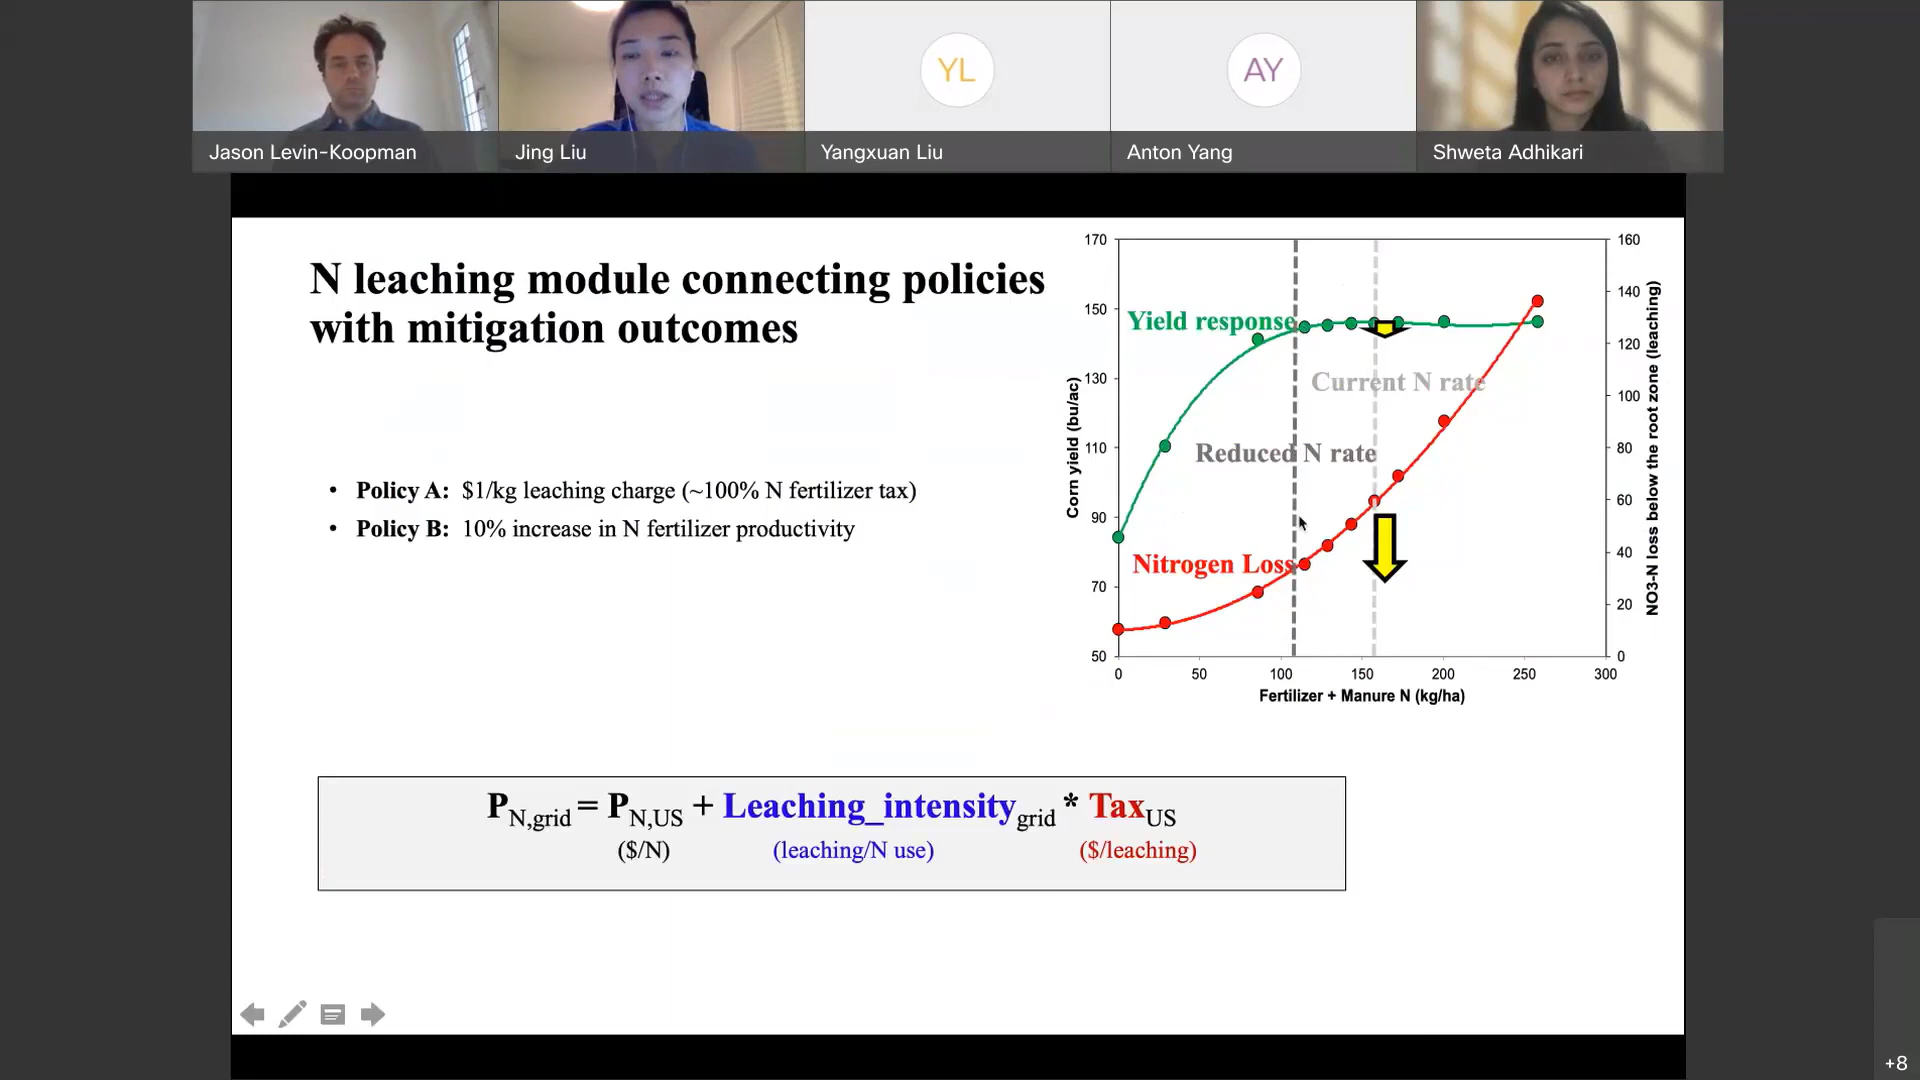 YL
AY
Jason Levin-Koopman
Jing Liu
Yangxuan Liu
Anton Yang
Shweta Adhikari
N leaching module connecting policies
with mitigation outcomes
• Policy A: $1/kg leaching charge (~100% N fertilizer tax)
• Policy B: 10% increase in N fertilizer productivity
170
150
130
110
90
70
50
Corn yield (bu/ac)
160
140
120
100
80
60
40
20
0
NO3-N loss below the root zone (leaching)
Yield response
Current N rate
Reduced N rate
Nitrogen Loss
0 50 100 150 200 250 300
Fertilizer + Manure N (kg/ha)
PN,grid = PN,US + Leaching_intensitygrid * TaxUS
($/N) (leaching/N use) ($/leaching)
+8